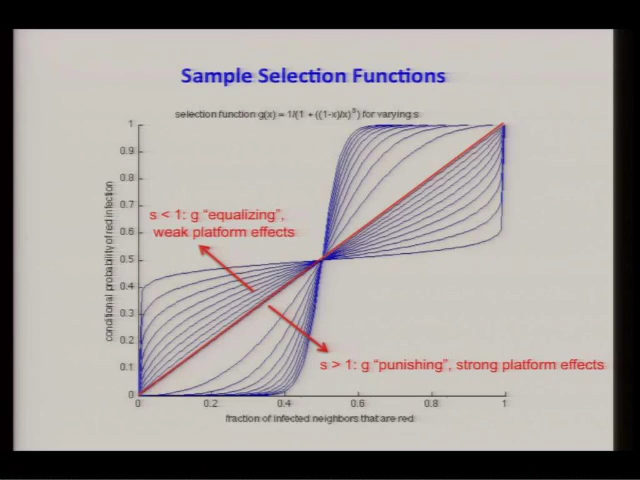 Sample Selection Functions
selection function g(x) = 1/(1 + ((1-x)/x)^s) for varying s
1
0.9
0.8
0.7
0.6
0.5
0.4
0.3
0.2
0.1
0
conditional probability of red infection
s < 1: g "equalizing",
weak platform effects
s > 1: g "punishing", strong platform effects
0
0.2
0.4
0.6
0.8
1
fraction of infected neighbors that are red